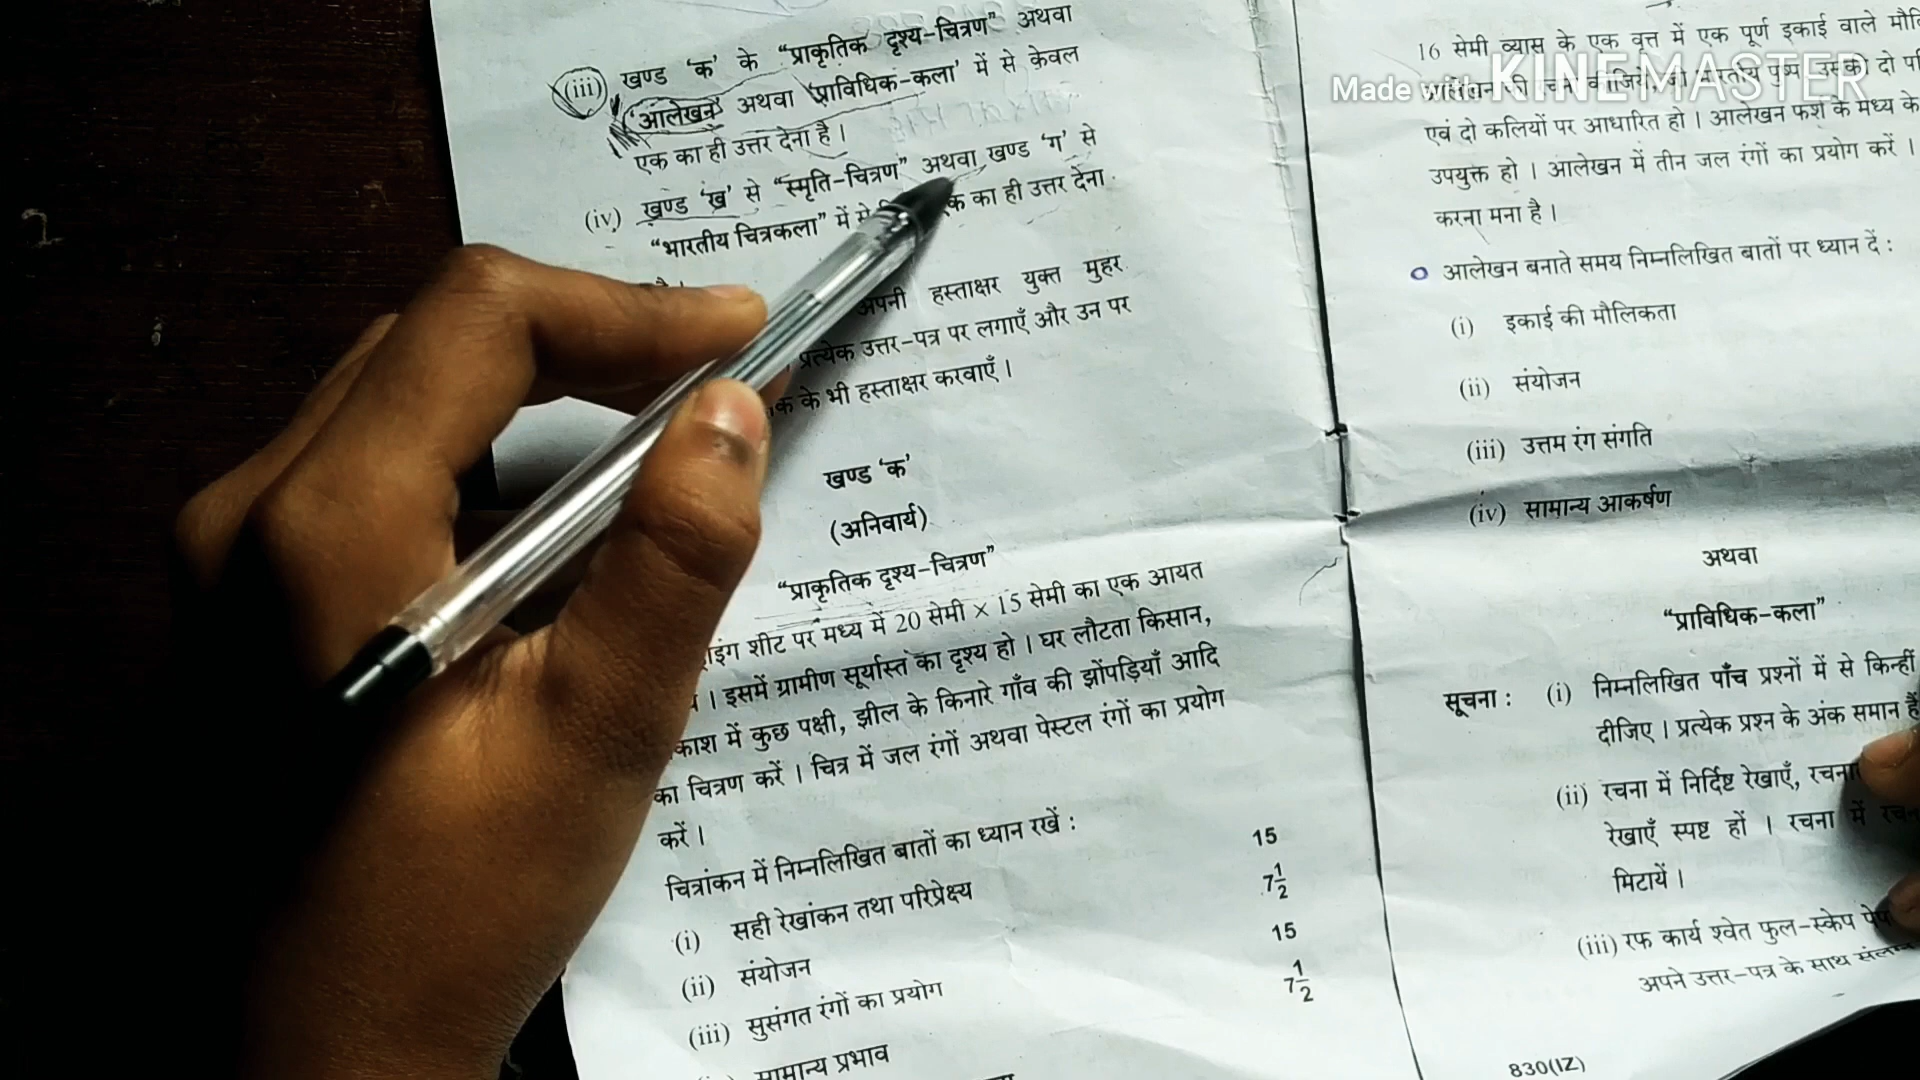 (iii) खण्ड ‘क’ के “प्राकृतिक दृश्य-चित्रण” अथवा
‘आलेखन’ अथवा ‘प्राविधिक-कला’ में से केवल
एक का ही उत्तर देना है ।
(iv) खण्ड ‘ख’ से “स्मृति-चित्रण” अथवा खण्ड ‘ग’ से
“भारतीय चित्रकला” में से एक का ही उत्तर देना
है ।
अपनी हस्ताक्षर युक्त मुहर
प्रत्येक उत्तर-पत्र पर लगाएँ और उन पर
के भी हस्ताक्षर करवाएँ ।
खण्ड ‘क’
(अनिवार्य)
“प्राकृतिक दृश्य-चित्रण”
शीट पर मध्य में 20 सेमी × 15 सेमी का एक आयत
। इसमें ग्रामीण सूर्यास्त का दृश्य हो । घर लौटता किसान,
में कुछ पक्षी, झील के किनारे गाँव की झोंपड़ियाँ आदि
का चित्रण करें । चित्र में जल रंगों अथवा पेस्टल रंगों का प्रयोग
करें ।
चित्रांकन में निम्नलिखित बातों का ध्यान रखें :
(i) सही रेखांकन तथा परिप्रेक्ष्य 15
(ii) संयोजन 7½
(iii) सुसंगत रंगों का प्रयोग 15
सामान्य प्रभाव 7½
16 सेमी व्यास के एक वृत्त में एक पूर्ण इकाई वाले
भारतीय पुष्प, उसकी दो
एवं दो कलियों पर आधारित हो । आलेखन फर्श के मध्य के
उपयुक्त हो । आलेखन में तीन जल रंगों का प्रयोग करें ।
करना मना है ।
आलेखन बनाते समय निम्नलिखित बातों पर ध्यान दें :
(i) इकाई की मौलिकता
(ii) संयोजन
(iii) उत्तम रंग संगति
(iv) सामान्य आकर्षण
अथवा
“प्राविधिक-कला”
सूचना : (i) निम्नलिखित पाँच प्रश्नों में से किन्हीं
दीजिए । प्रत्येक प्रश्न के अंक समान हैं
(ii) रचना में निर्दिष्ट रेखाएँ,
रेखाएँ स्पष्ट हों । रचना में
मिटायें ।
(iii) रफ कार्य श्वेत फुल-स्केप
अपने उत्तर-पत्र के साथ
830(IZ)
Made with KINEMASTER